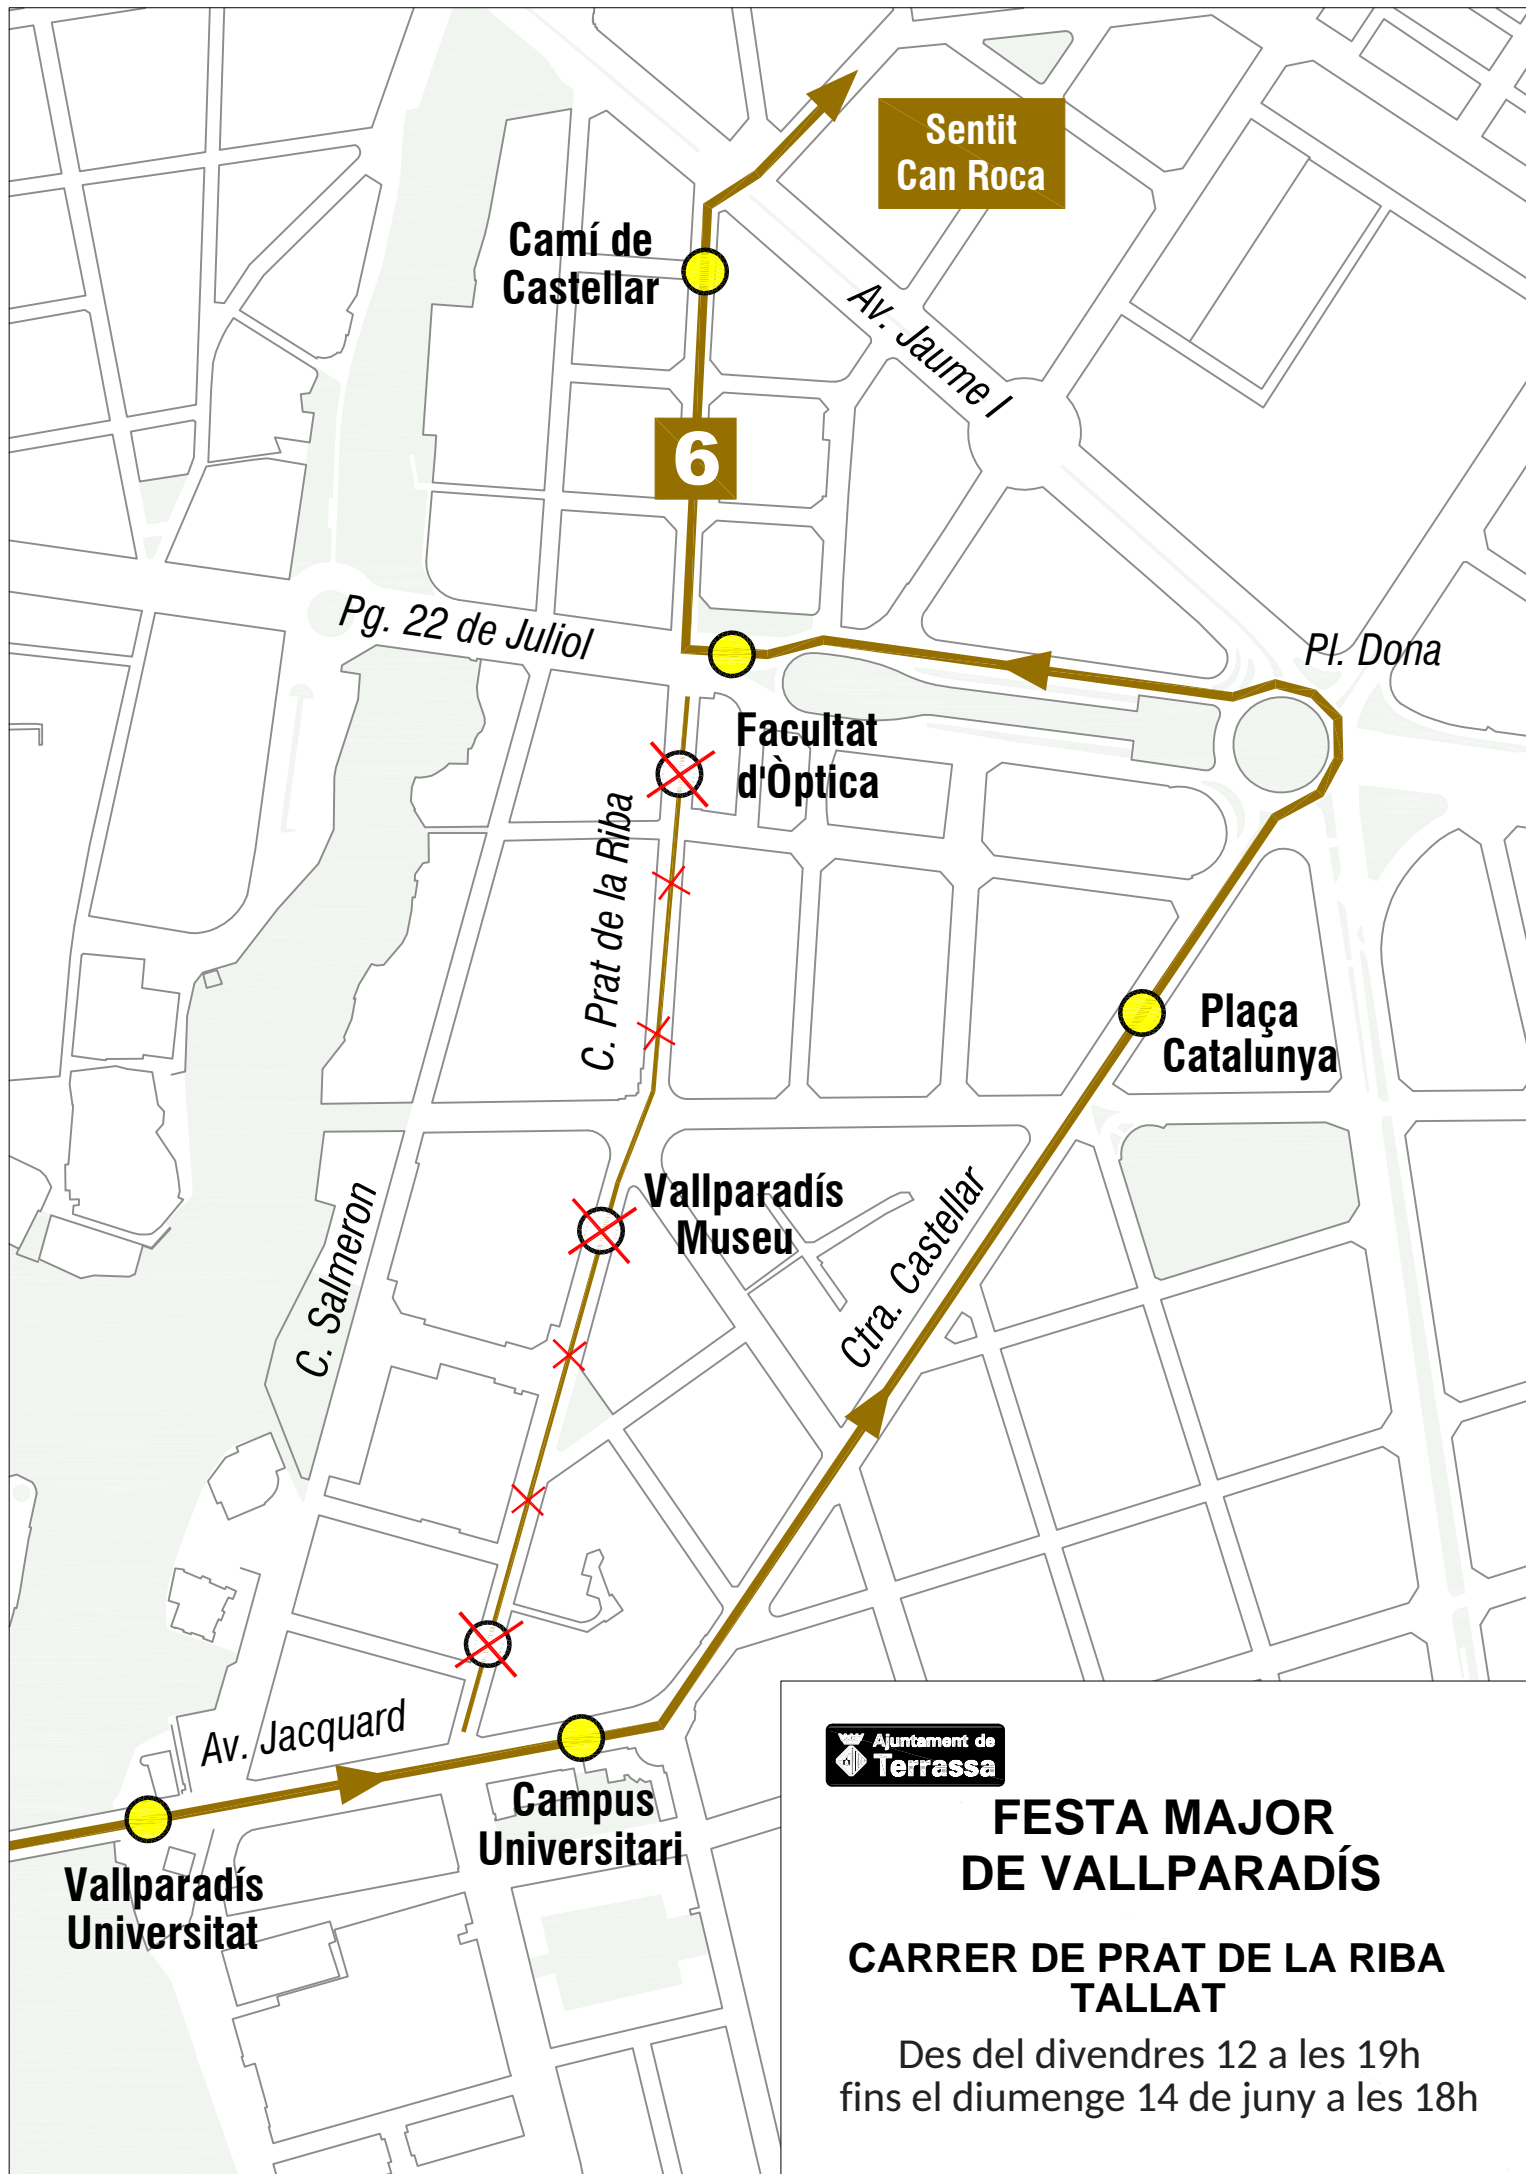 Sentit
Can Roca
Camí de
Castellar
Av. Jaume I
6
Pg. 22 de Juliol
Pl. Dona
Facultat
d'Òptica
C. Prat de la Riba
Plaça
Catalunya
Vallparadís
Museu
C. Salmeron
Ctra. Castellar
Av. Jacquard
Campus
Universitari
Vallparadís
Universitat
Ajuntament de
Terrassa
FESTA MAJOR
DE VALLPARADÍS
CARRER DE PRAT DE LA RIBA
TALLAT
Des del divendres 12 a les 19h
fins el diumenge 14 de juny a les 18h